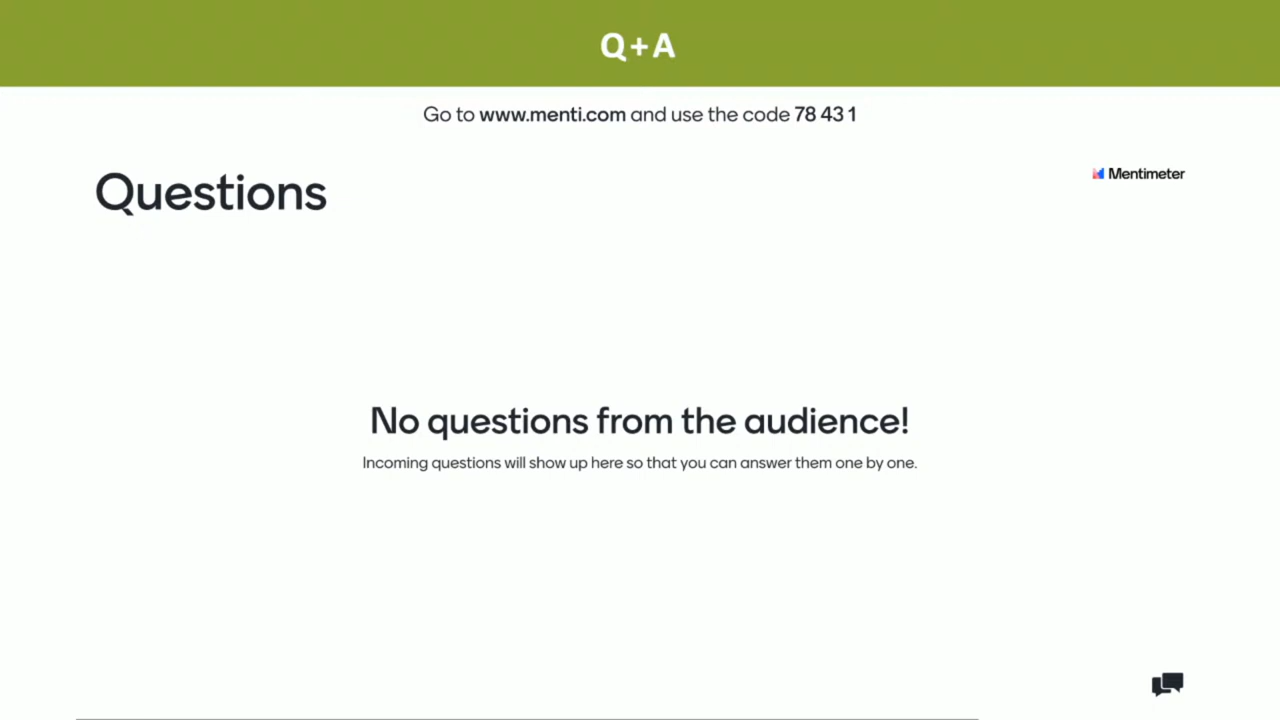 Q+A
Go to www.menti.com and use the code 78 43 1
Questions
Mentimeter
No questions from the audience!
Incoming questions will show up here so that you can answer them one by one.